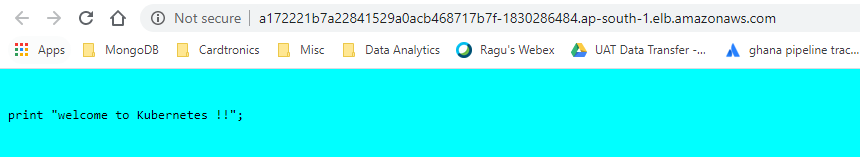 Not secure | a172221b7a22841529a0acb468717b7f-1830286484.ap-south-1.elb.amazonaws.com
Apps MongoDB Cardtronics Misc Data Analytics Ragu's Webex UAT Data Transfer -... ghana pipeline trac...
print "welcome to Kubernetes !!";